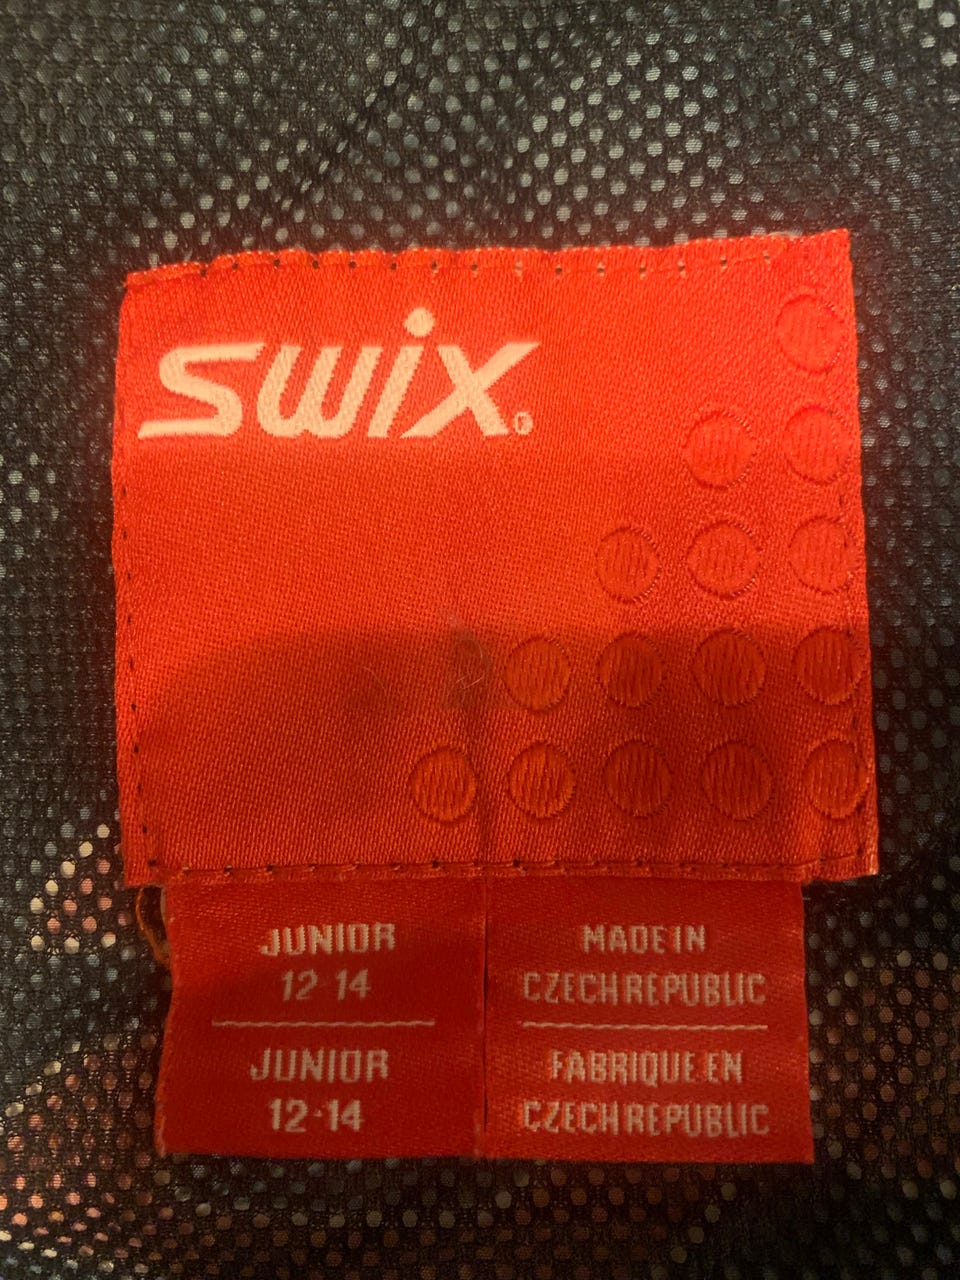 swix®
JUNIOR
12-14
JUNIOR
12-14
MADE IN
CZECH REPUBLIC
FABRIQUE EN
CZECH REPUBLIC